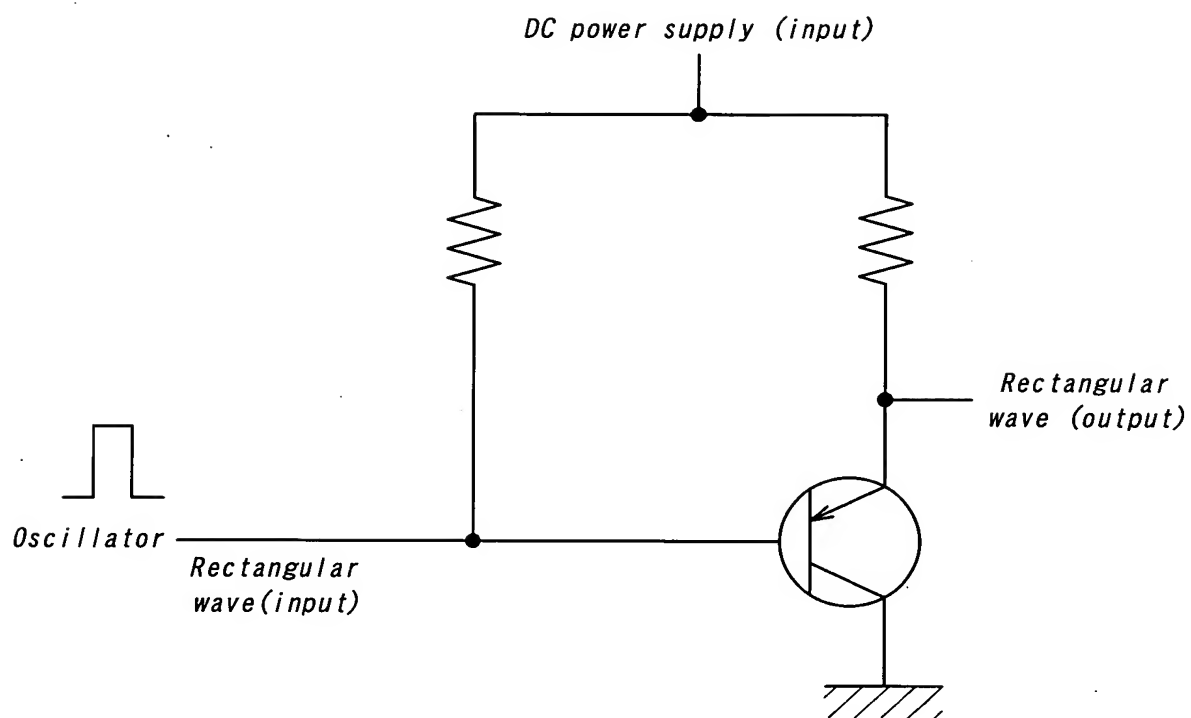 DC power supply (input)
Rectangular
wave (output)
Oscillator
Rectangular
wave(input)